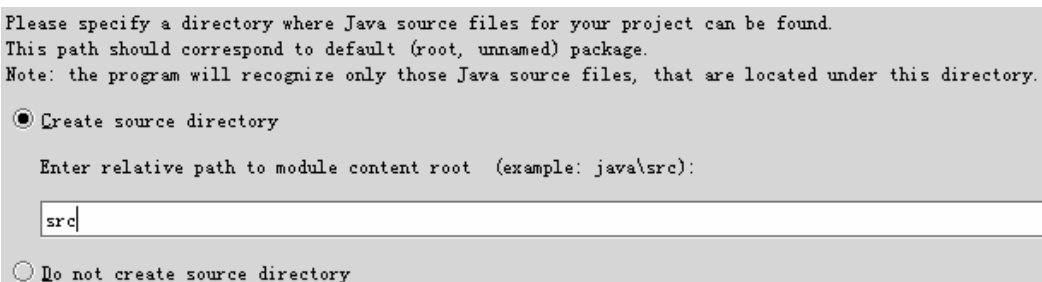 Please specify a directory where Java source files for your project can be found.
This path should correspond to default (root, unnamed) package.
Note: the program will recognize only those Java source files, that are located under this directory.
Create source directory
Enter relative path to module content root (example: java\src):
src
Do not create source directory